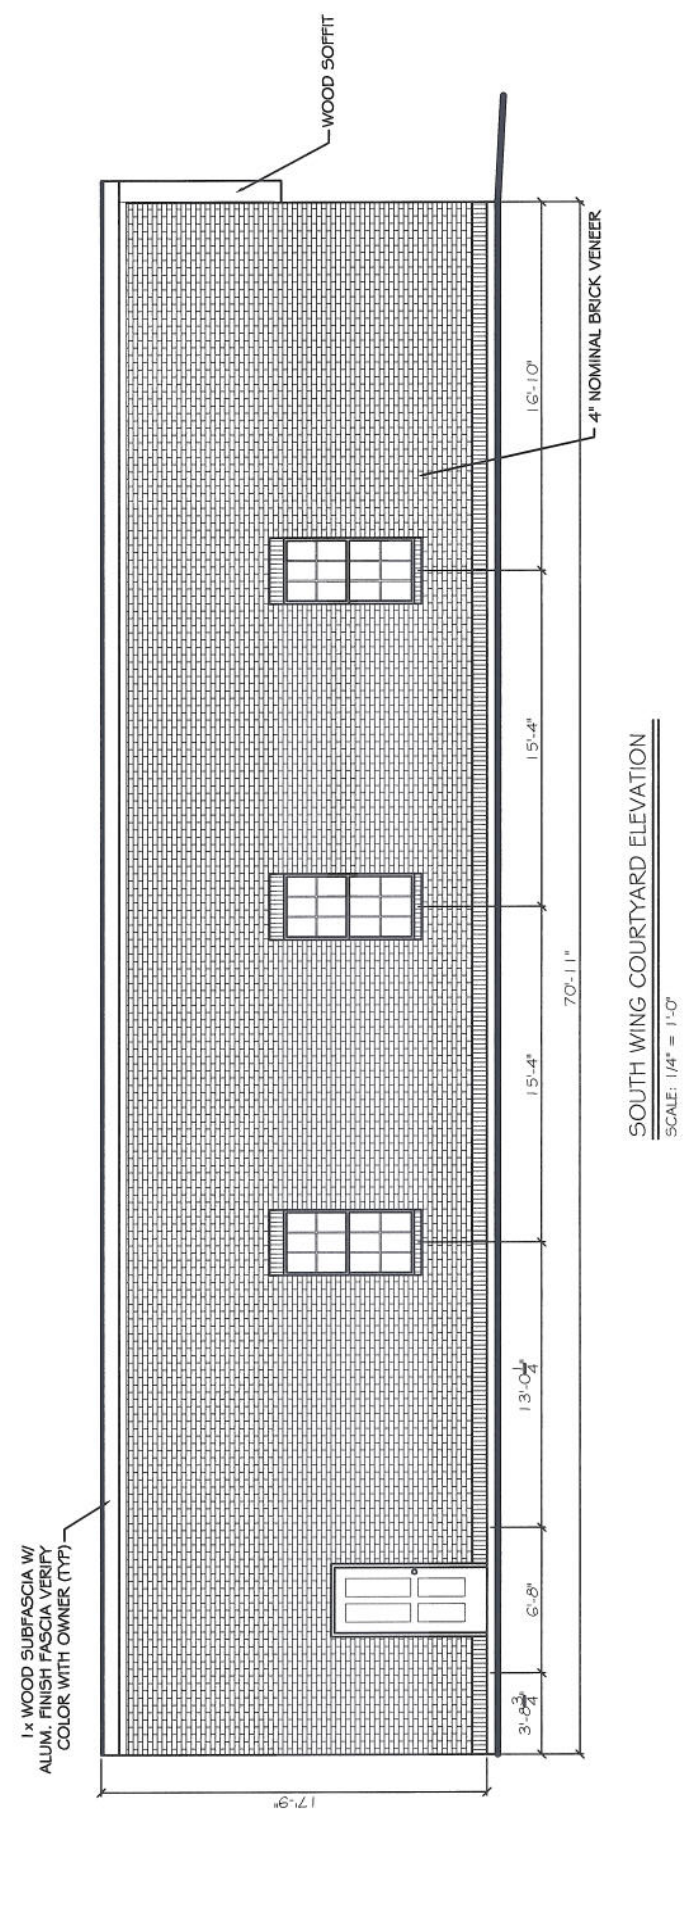 1x WOOD SUBFASCIA W/
ALUM. FINISH FASCIA VERIFY
COLOR WITH OWNER (TYP)
WOOD SOFFIT
17'-9"
3'-8 3/4"
6'-8"
13'-0 1/4"
15'-4"
15'-4"
16'-10"
70'-11"
4" NOMINAL BRICK VENEER
SOUTH WING COURTYARD ELEVATION
SCALE: 1/4" = 1'-0"